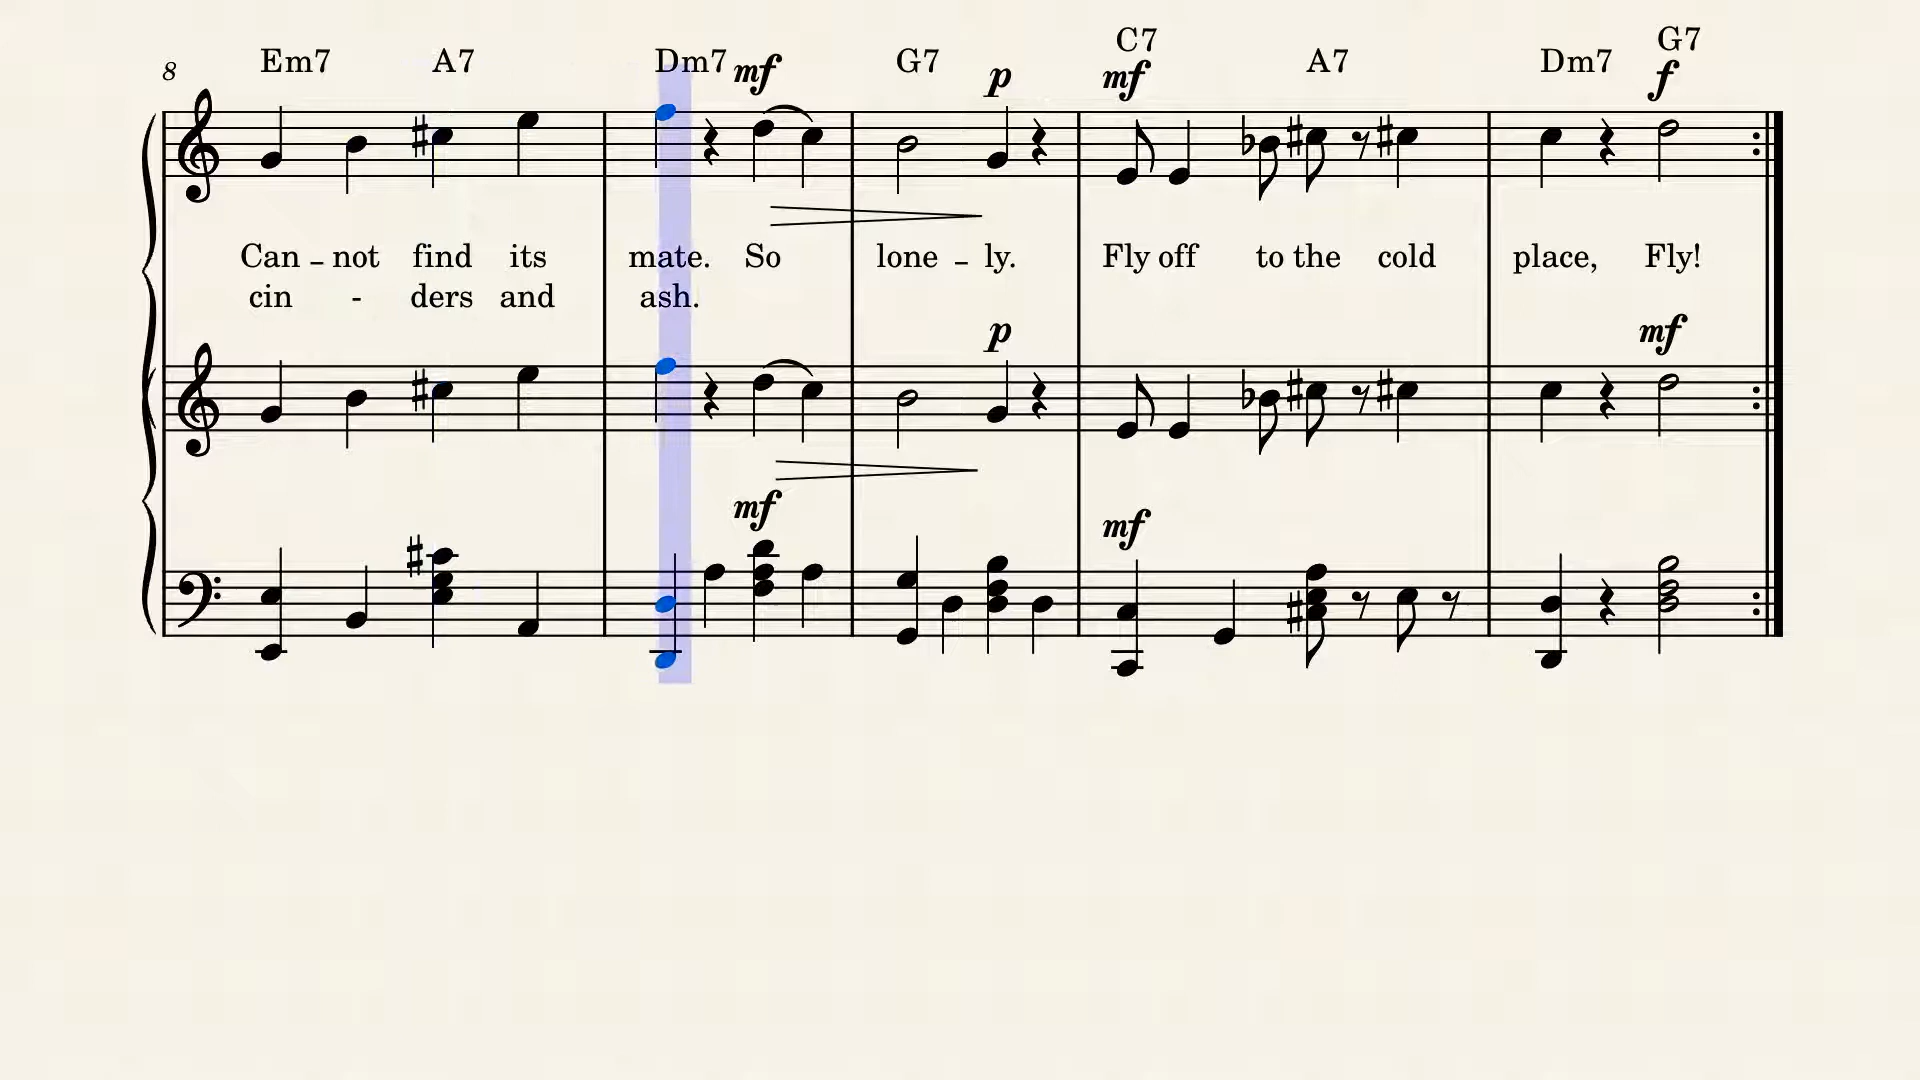 8 Em7 A7 Dm7 mf G7 p C7 mf A7 Dm7 G7 f
Can – not find its mate. So lone – ly. Fly off to the cold place, Fly!
cin - ders and ash.
p mf
mf mf